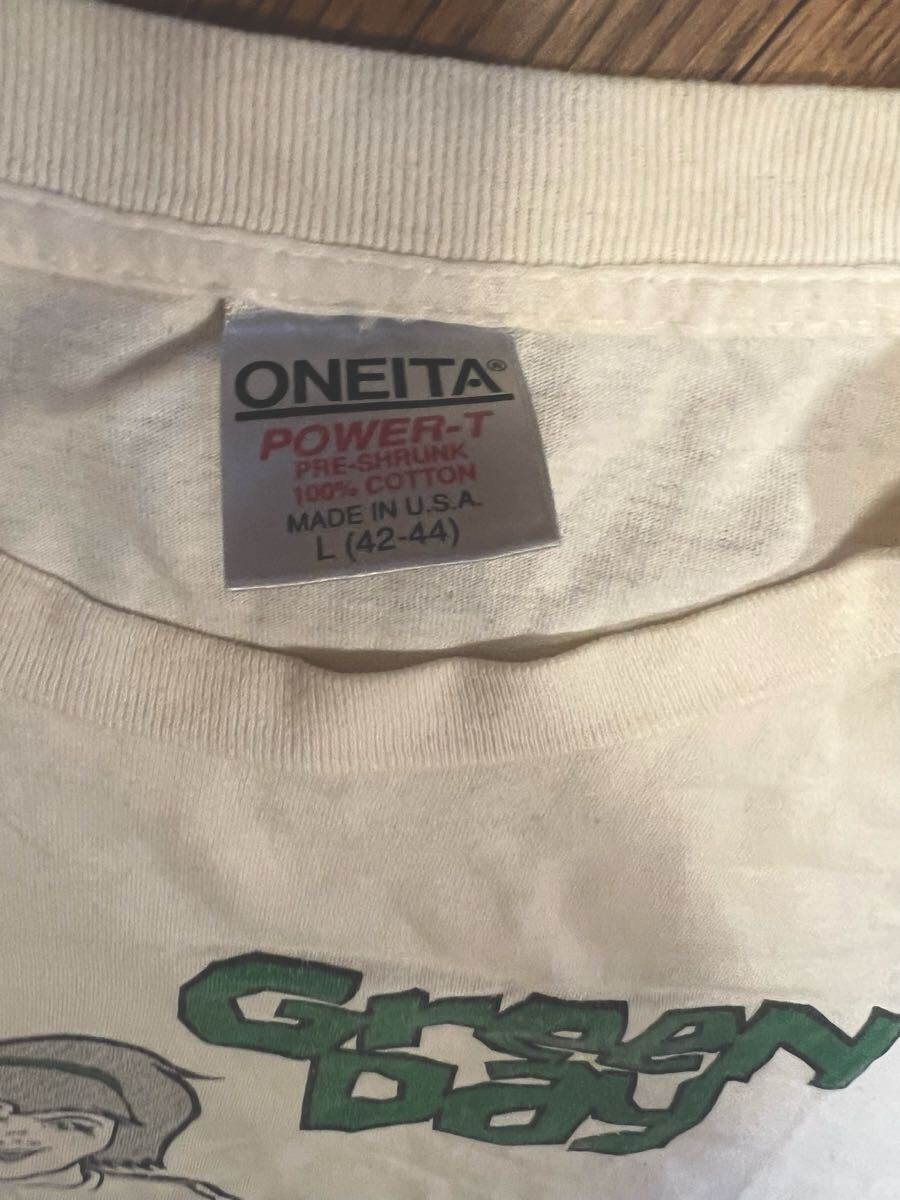 ONEITA®
POWER-T
PRE-SHRUNK
100% COTTON
MADE IN U.S.A.
L (42-44)
Green
Day